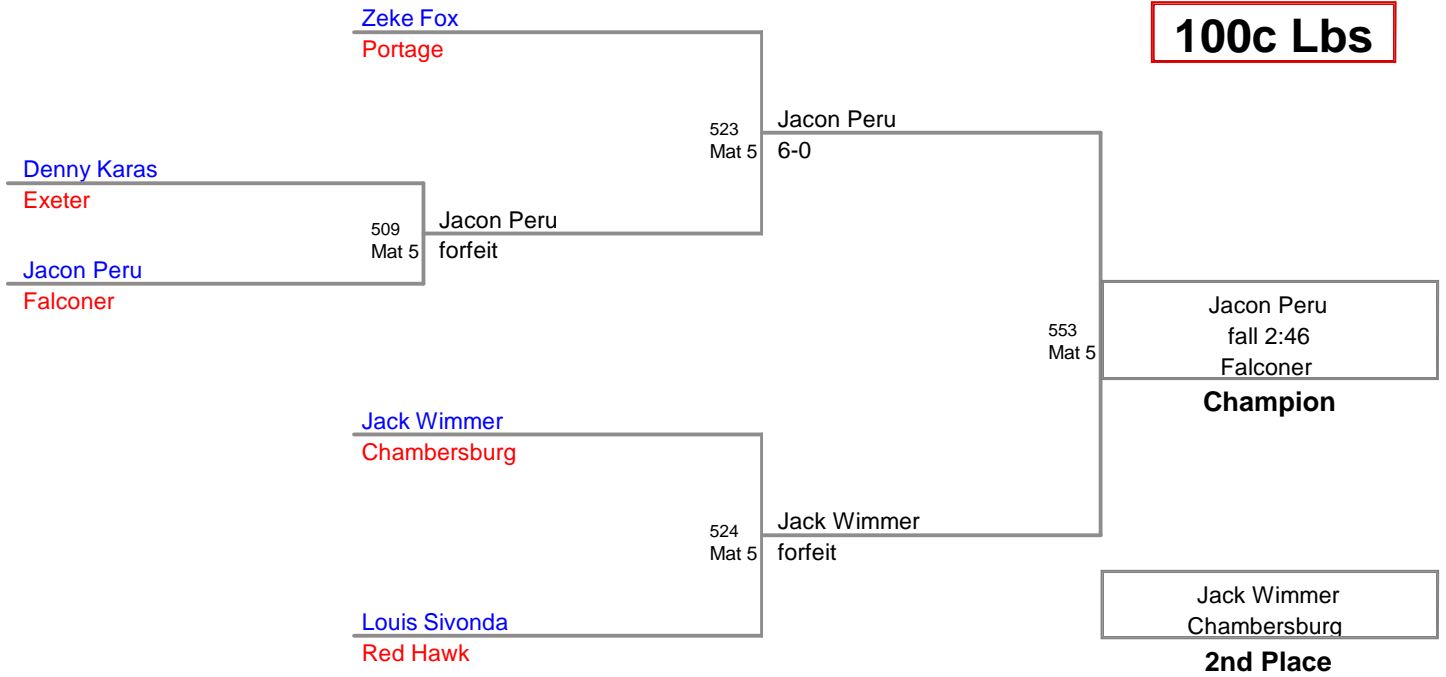 Zeke Fox
Portage
100c Lbs
523
Mat 5
Jacon Peru
6-0
Denny Karas
Exeter
509
Mat 5
Jacon Peru
forfeit
Jacon Peru
Falconer
553
Mat 5
Jacon Peru
fall 2:46
Falconer
Champion
Jack Wimmer
Chambersburg
524
Mat 5
Jack Wimmer
forfeit
Louis Sivonda
Red Hawk
Jack Wimmer
Chambersburg
2nd Place